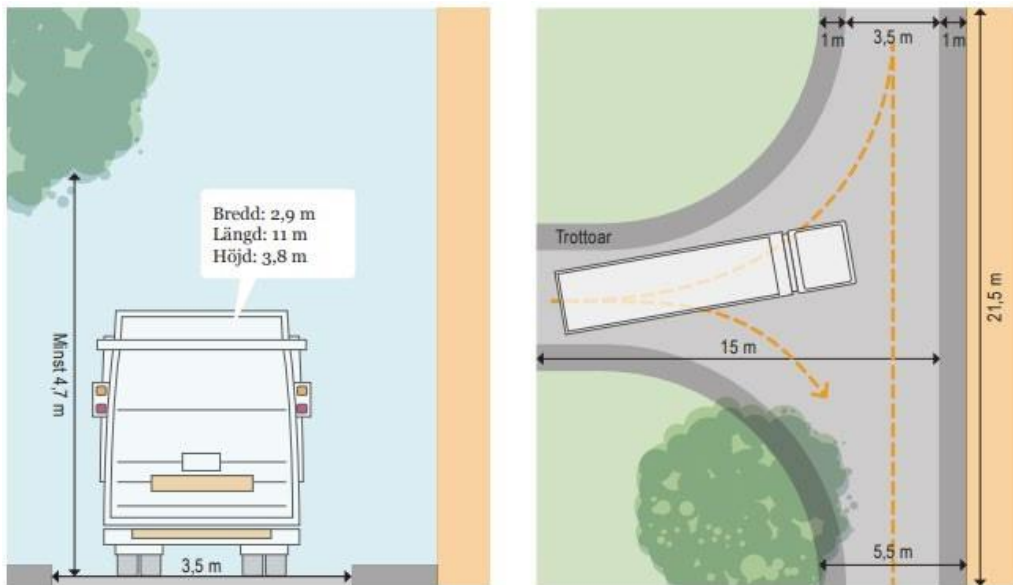 Bredd: 2,9 m
Längd: 11 m
Höjd: 3,8 m
Minst 4,7 m
3,5 m
1 m
3,5 m
1 m
Trottoar
15 m
21,5 m
5,5 m